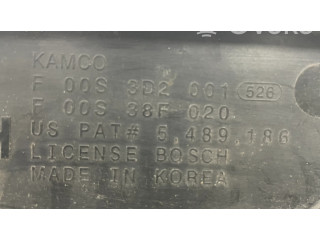 KAMCO
F 00S 3D2 001 526
F 00S 38F 020
US PAT# 5,489,186
LICENSE BOSCH
MADE IN KOREA